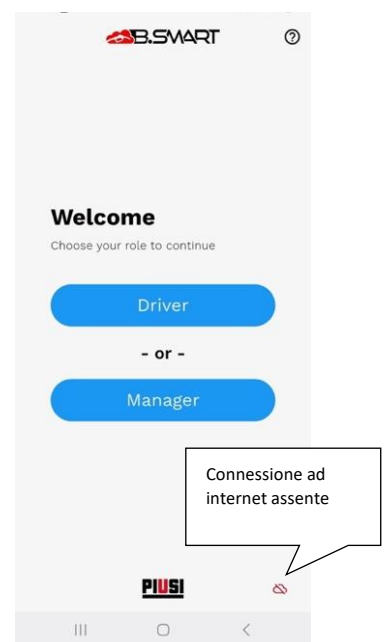 B.SMART
Welcome
Choose your role to continue
Driver
- or -
Manager
Connessione ad
internet assente
PIUSI